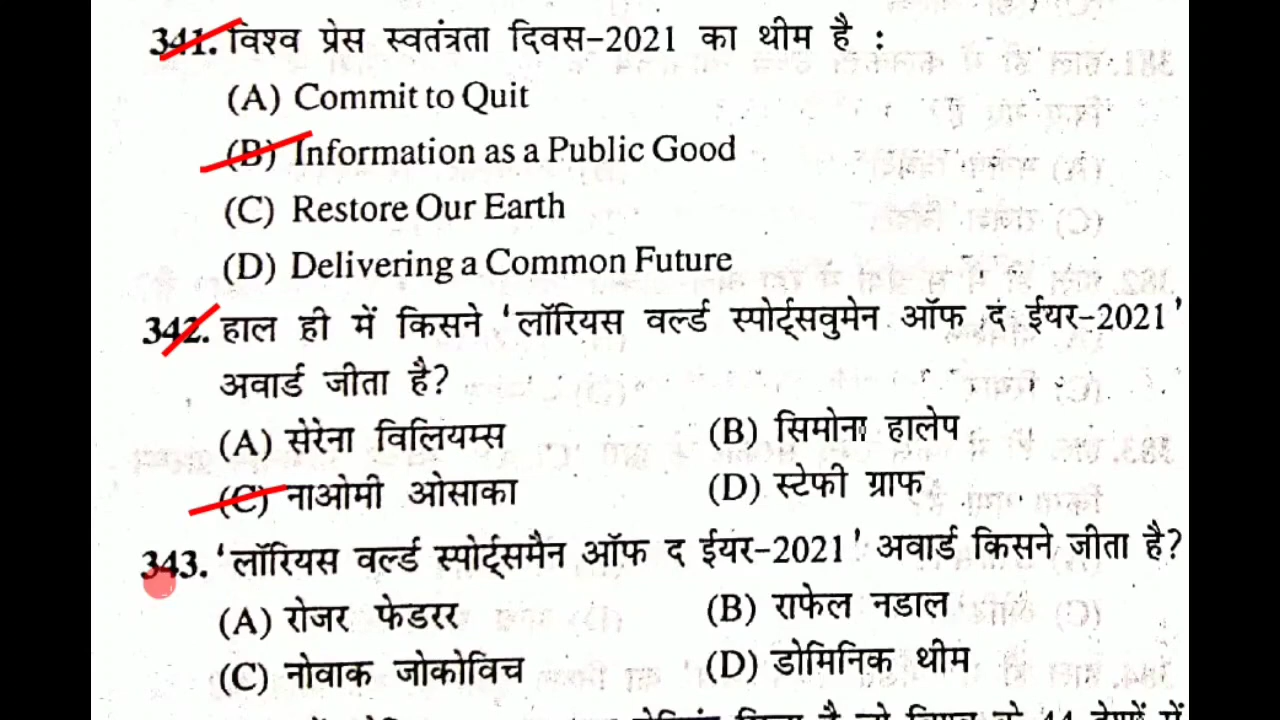 341. विश्व प्रेस स्वतंत्रता दिवस-2021 का थीम है :
(A) Commit to Quit
(B) Information as a Public Good
(C) Restore Our Earth
(D) Delivering a Common Future
342. हाल ही में किसने 'लॉरियस वर्ल्ड स्पोर्ट्सवुमेन ऑफ द ईयर-2021'
अवार्ड जीता है?
(A) सेरेना विलियम्स (B) सिमोना हालेप
(C) नाओमी ओसाका (D) स्टेफी ग्राफ
343. 'लॉरियस वर्ल्ड स्पोर्ट्समैन ऑफ द ईयर-2021' अवार्ड किसने जीता है?
(A) रोजर फेडरर (B) राफेल नडाल
(C) नोवाक जोकोविच (D) डोमिनिक थीम